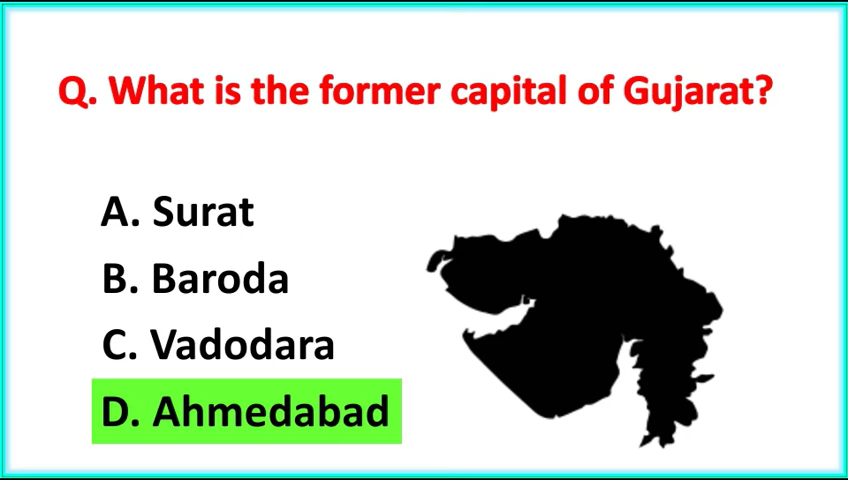 Q. What is the former capital of Gujarat?
A. Surat
B. Baroda
C. Vadodara
D. Ahmedabad